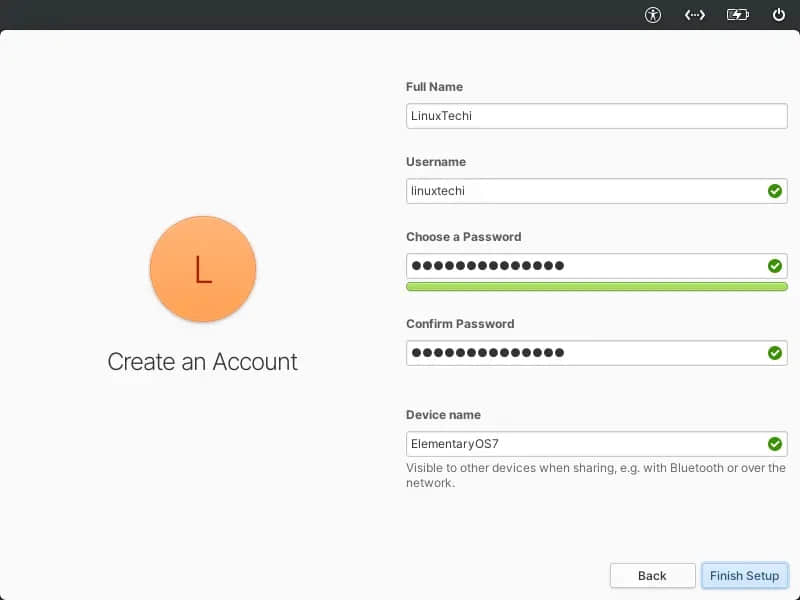 Full Name
LinuxTechi
Username
linuxtechi
Choose a Password
●●●●●●●●●●●●●●
Confirm Password
●●●●●●●●●●●●●●
L
Create an Account
Device name
ElementaryOS7
Visible to other devices when sharing, e.g. with Bluetooth or over the
network.
Back
Finish Setup